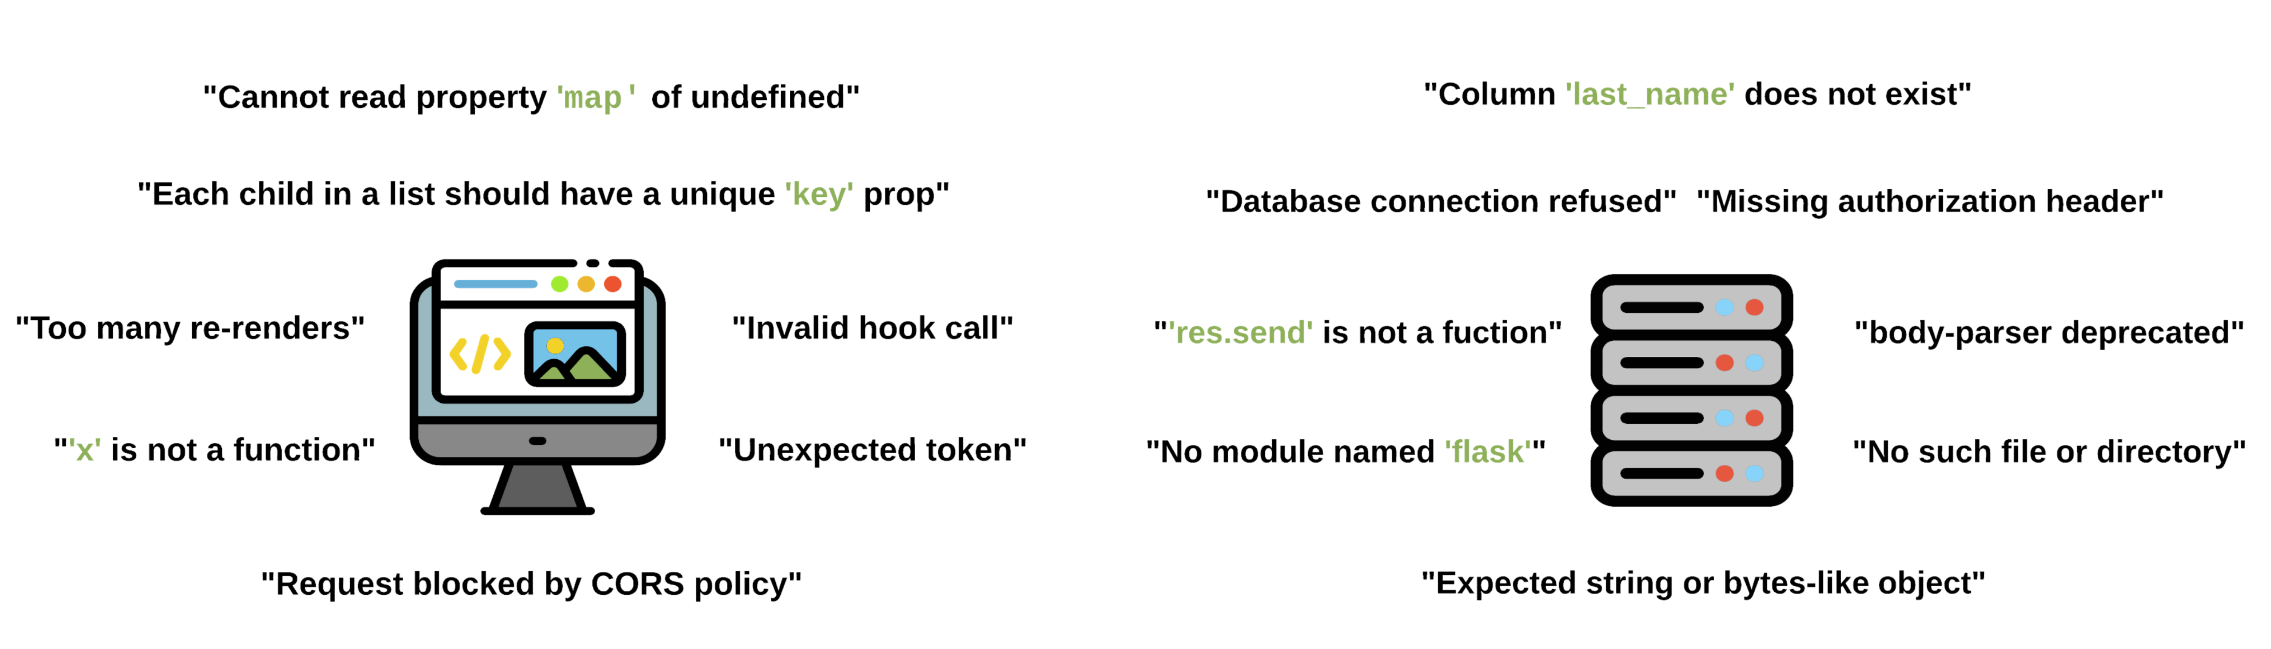 "Cannot read property 'map' of undefined"
"Each child in a list should have a unique 'key' prop"
"Too many re-renders"
"Invalid hook call"
"'x' is not a function"
"Unexpected token"
"Request blocked by CORS policy"
"Column 'last_name' does not exist"
"Database connection refused" "Missing authorization header"
"'res.send' is not a fuction"
"body-parser deprecated"
"No module named 'flask'"
"No such file or directory"
"Expected string or bytes-like object"